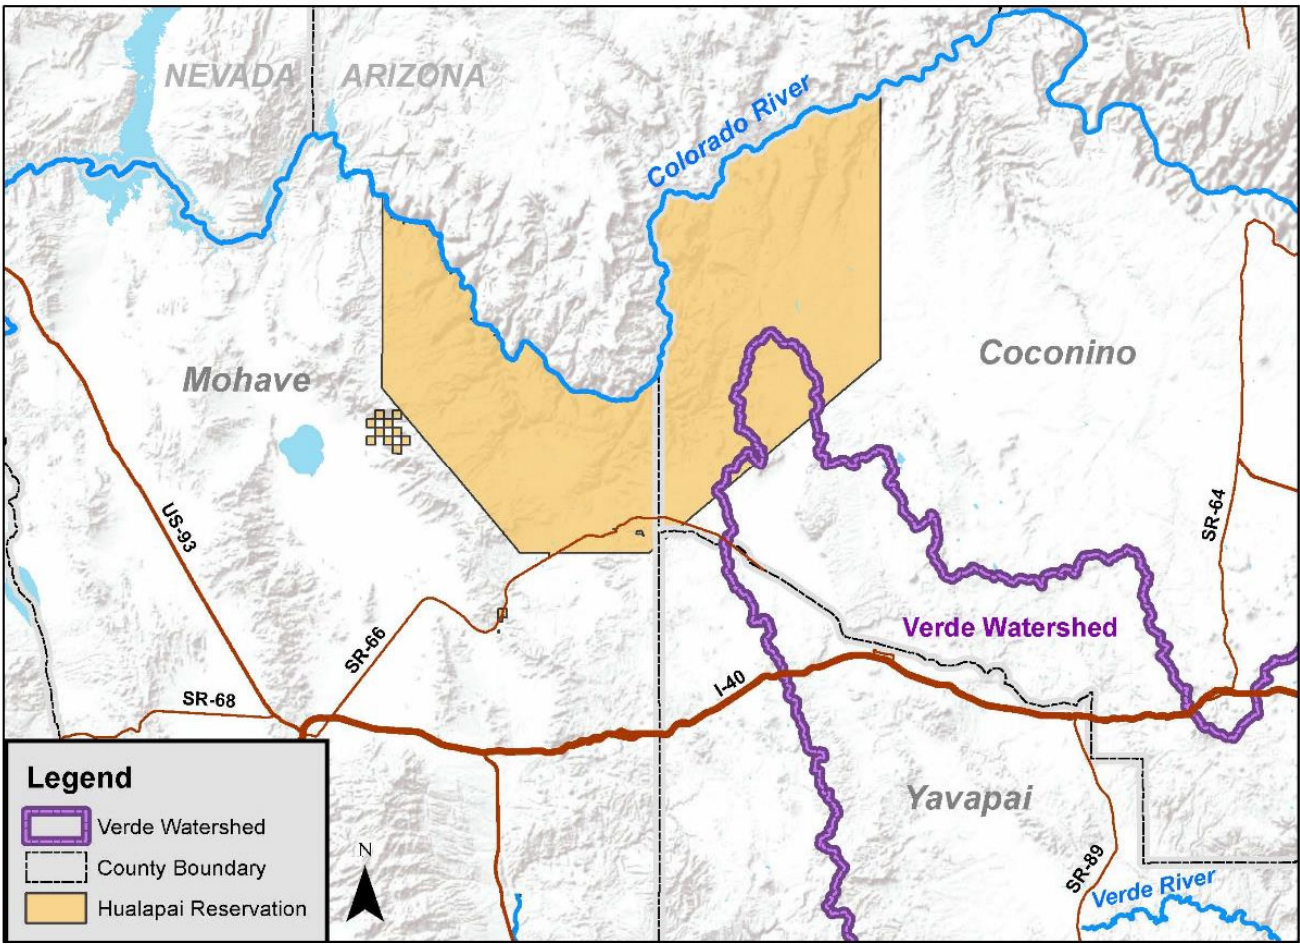 NEVADA
ARIZONA
Colorado River
Mohave
Coconino
US-93
SR-64
SR-66
Verde Watershed
SR-68
I-40
Yavapai
SR-89
Verde River
Legend
Verde Watershed
County Boundary
Hualapai Reservation
N